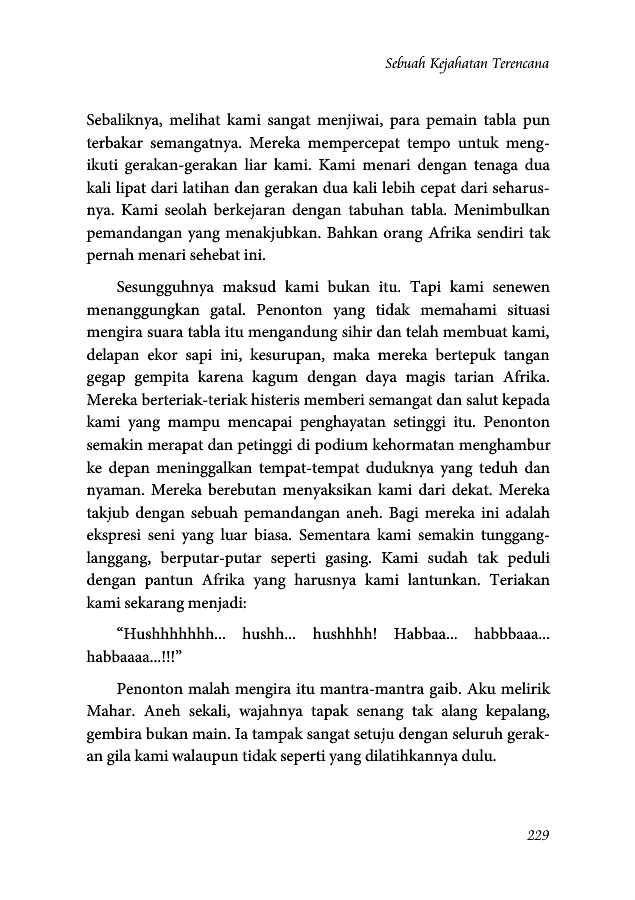 Sebuah Kejahatan Terencana
Sebaliknya, melihat kami sangat menjiwai, para pemain tabla pun
terbakar semangatnya. Mereka mempercepat tempo untuk meng-
ikuti gerakan-gerakan liar kami. Kami menari dengan tenaga dua
kali lipat dari latihan dan gerakan dua kali lebih cepat dari seharus-
nya. Kami seolah berkejaran dengan tabuhan tabla. Menimbulkan
pemandangan yang menakjubkan. Bahkan orang Afrika sendiri tak
pernah menari sehebat ini.
Sesungguhnya maksud kami bukan itu. Tapi kami senewen
menanggungkan gatal. Penonton yang tidak memahami situasi
mengira suara tabla itu mengandung sihir dan telah membuat kami,
delapan ekor sapi ini, kesurupan, maka mereka bertepuk tangan
gegap gempita karena kagum dengan daya magis tarian Afrika.
Mereka berteriak-teriak histeris memberi semangat dan salut kepada
kami yang mampu mencapai penghayatan setinggi itu. Penonton
semakin merapat dan petinggi di podium kehormatan menghambur
ke depan meninggalkan tempat-tempat duduknya yang teduh dan
nyaman. Mereka berebutan menyaksikan kami dari dekat. Mereka
takjub dengan sebuah pemandangan aneh. Bagi mereka ini adalah
ekspresi seni yang luar biasa. Sementara kami semakin tunggang-
langgang, berputar-putar seperti gasing. Kami sudah tak peduli
dengan pantun Afrika yang harusnya kami lantunkan. Teriakan
kami sekarang menjadi:
“Hushhhhhhh... hushh... hushhhh! Habbaa... habbbaaa...
habbaaaa...!!!”
Penonton malah mengira itu mantra-mantra gaib. Aku melirik
Mahar. Aneh sekali, wajahnya tapak senang tak alang kepalang,
gembira bukan main. Ia tampak sangat setuju dengan seluruh gerak-
an gila kami walaupun tidak seperti yang dilatihkannya dulu.
229